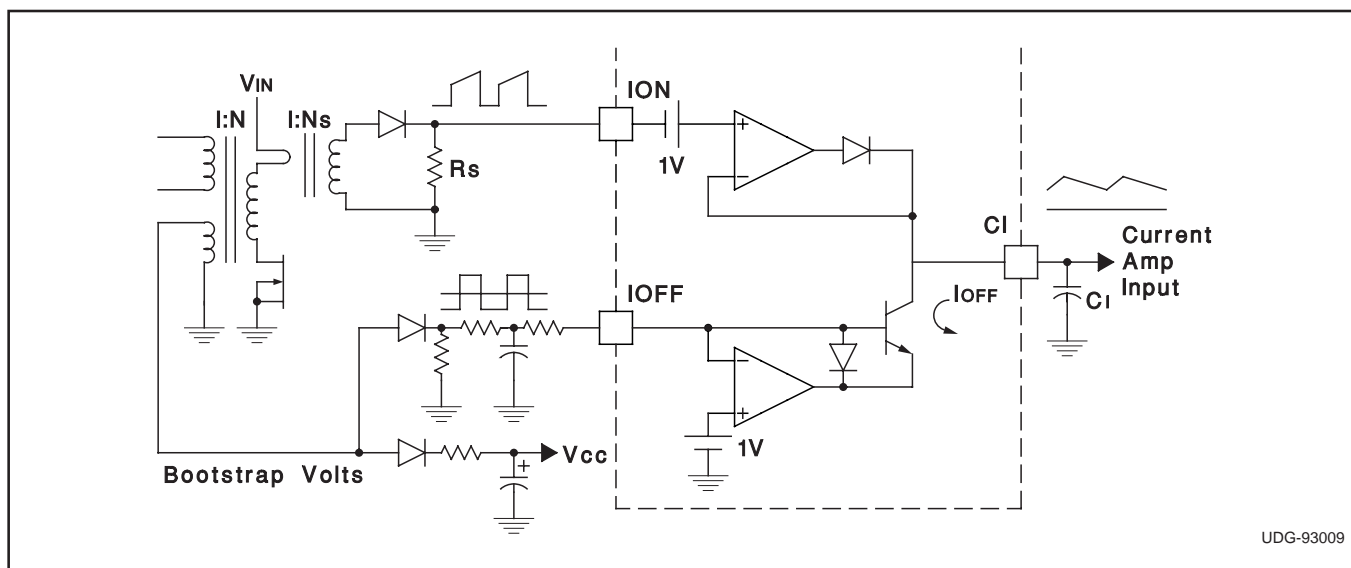 VIN
I:N
I:Ns
Rs
ION
1V
+
−
CI
Current
Amp
Input
CI
IOFF
IOFF
−
+
1V
+
Vcc
Bootstrap Volts
UDG-93009